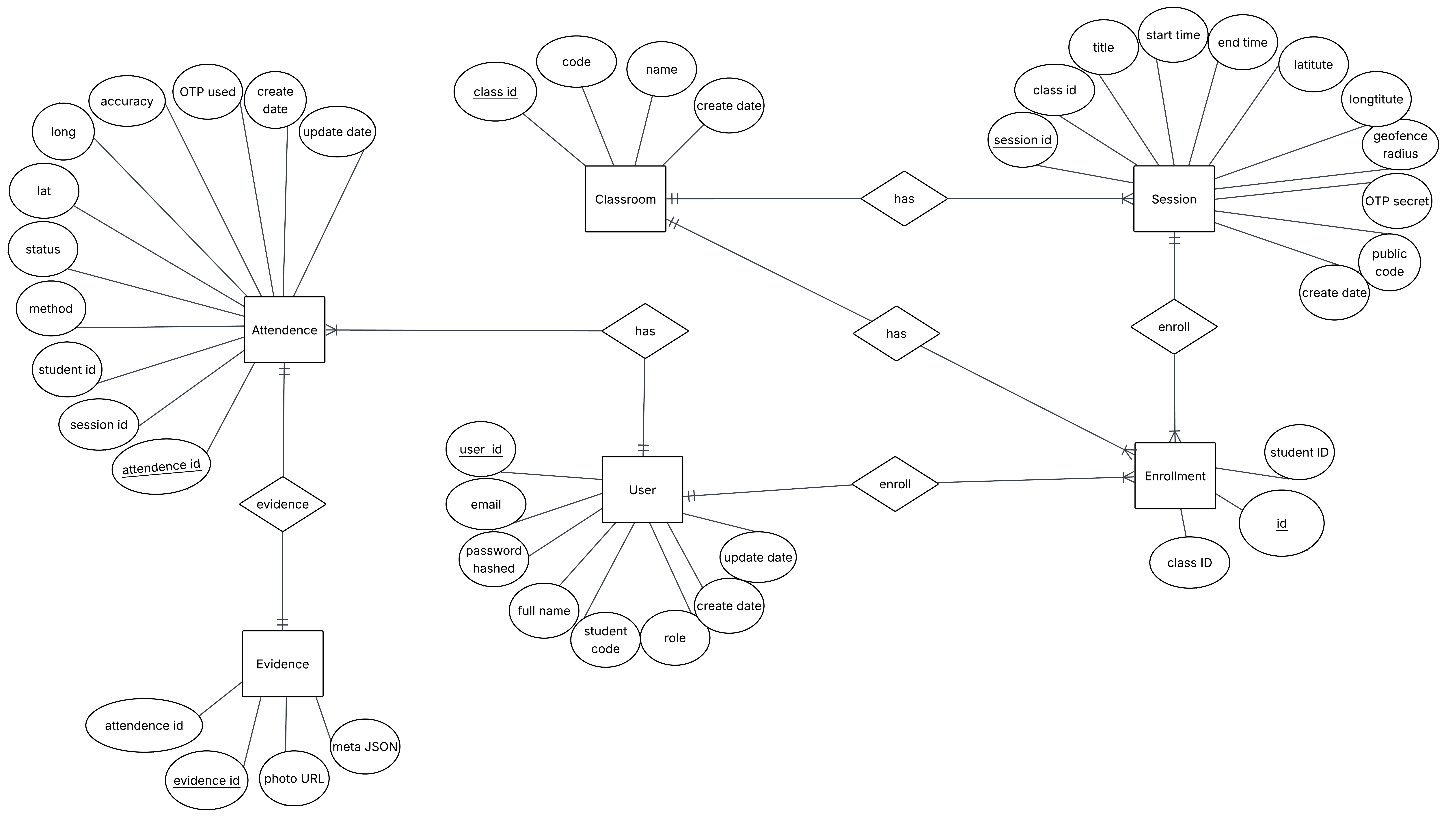 start time
title
end time
code
latitute
name
class id
class id
OTP used
create
date
accuracy
longtitute
create date
long
update date
session id
geofence
radius
lat
Classroom
has
Session
OTP secret
status
public
code
create date
method
Attendence
has
has
enroll
student id
session id
user_id
student ID
attendence id
email
User
enroll
Enrollment
evidence
id
password
hashed
update date
class ID
full name
create date
student
code
role
Evidence
attendence id
meta JSON
evidence id
photo URL